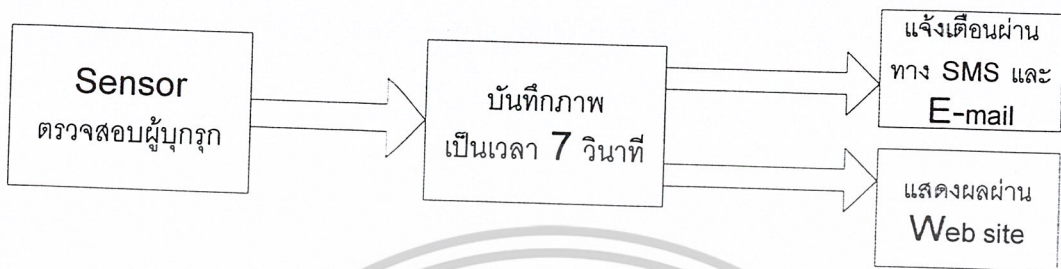 Sensor
ตรวจสอบผู้บุกรุก
บันทึกภาพ
เป็นเวลา 7 วินาที
แจ้งเตือนผ่าน
ทาง SMS และ
E-mail
แสดงผลผ่าน
Web site